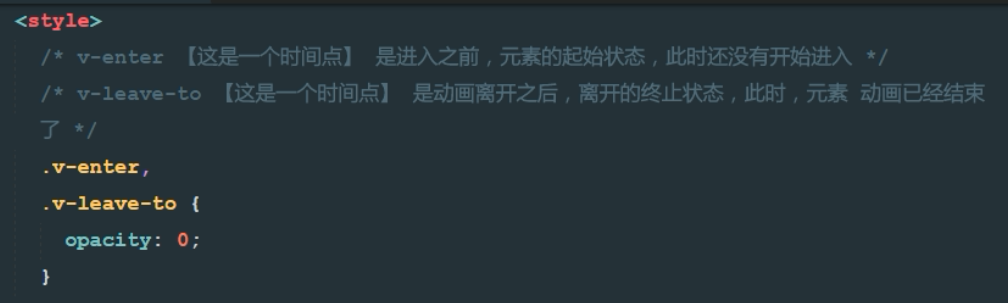 <style>
/* v-enter 【这是一个时间点】 是进入之前，元素的起始状态，此时还没有开始进入 */
/* v-leave-to 【这是一个时间点】 是动画离开之后，离开的终止状态，此时，元素 动画已经结束
了 */
.v-enter,
.v-leave-to {
opacity: 0;
}